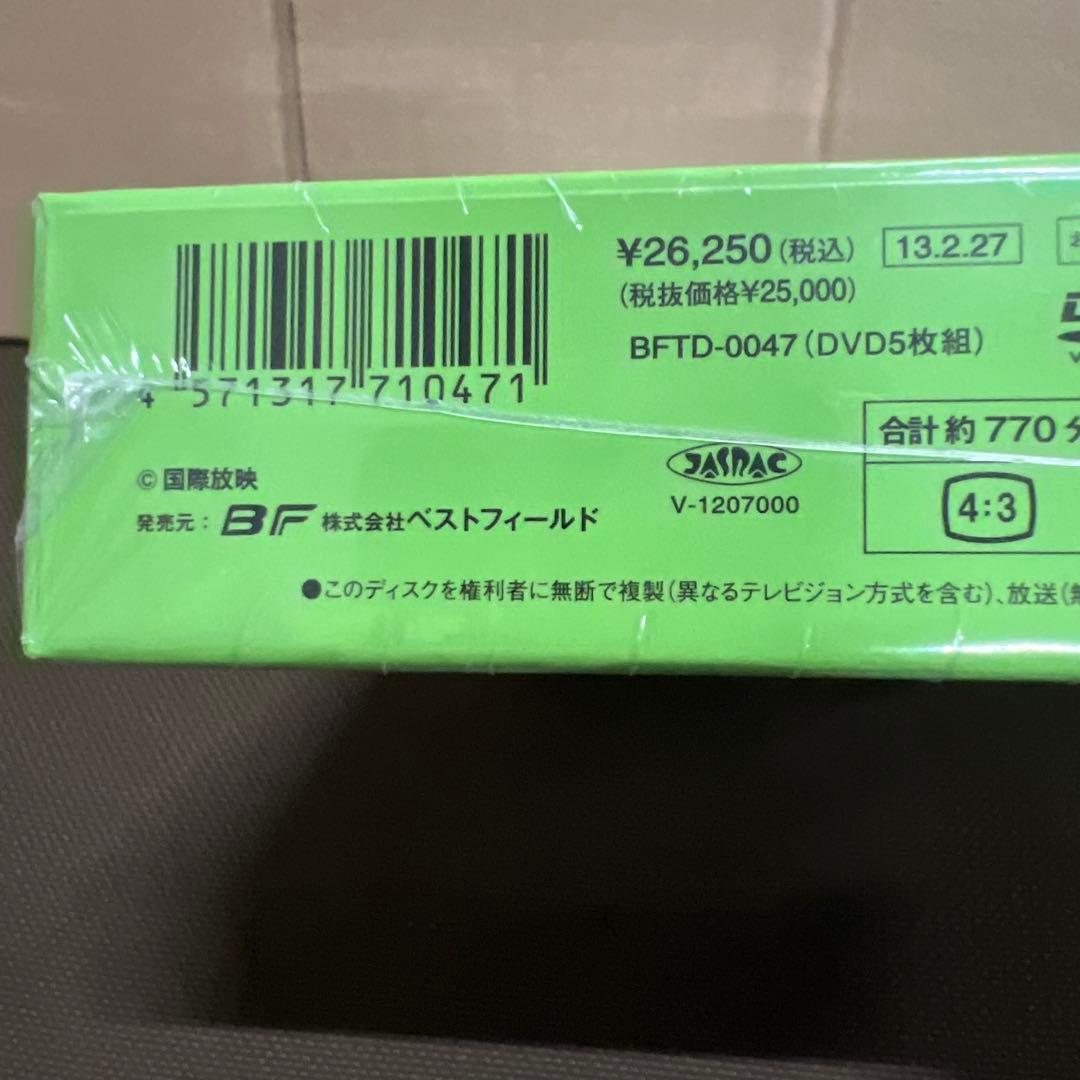 ¥26,250(税込) 13.2.27
(税抜価格¥25,000)
BFTD-0047(DVD5枚組)
4 571317 710471
合計約770分
JASRAC
V-1207000
4:3
©国際放映
発売元: BF 株式会社ベストフィールド
●このディスクを権利者に無断で複製(異なるテレビジョン方式を含む)、放送(無